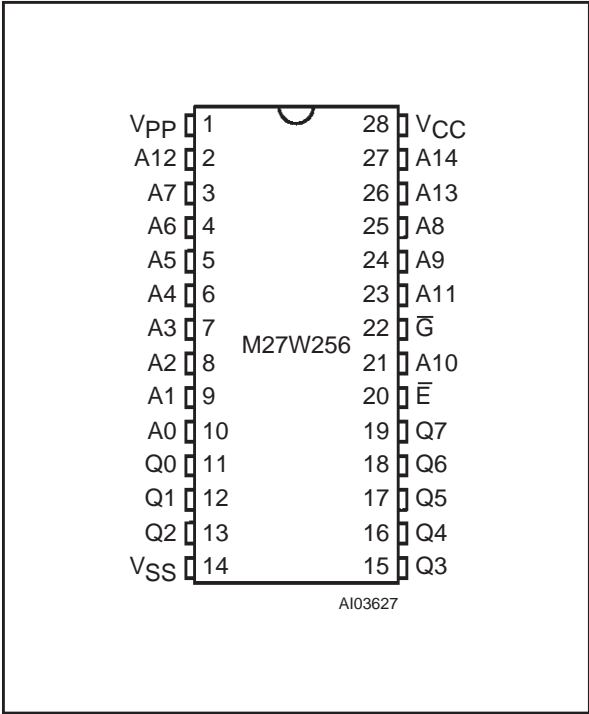 VPP 1 28 VCC
A12 2 27 A14
A7 3 26 A13
A6 4 25 A8
A5 5 24 A9
A4 6 23 A11
A3 7 22 G̅
M27W256
A2 8 21 A10
A1 9 20 E̅
A0 10 19 Q7
Q0 11 18 Q6
Q1 12 17 Q5
Q2 13 16 Q4
VSS 14 15 Q3
AI03627